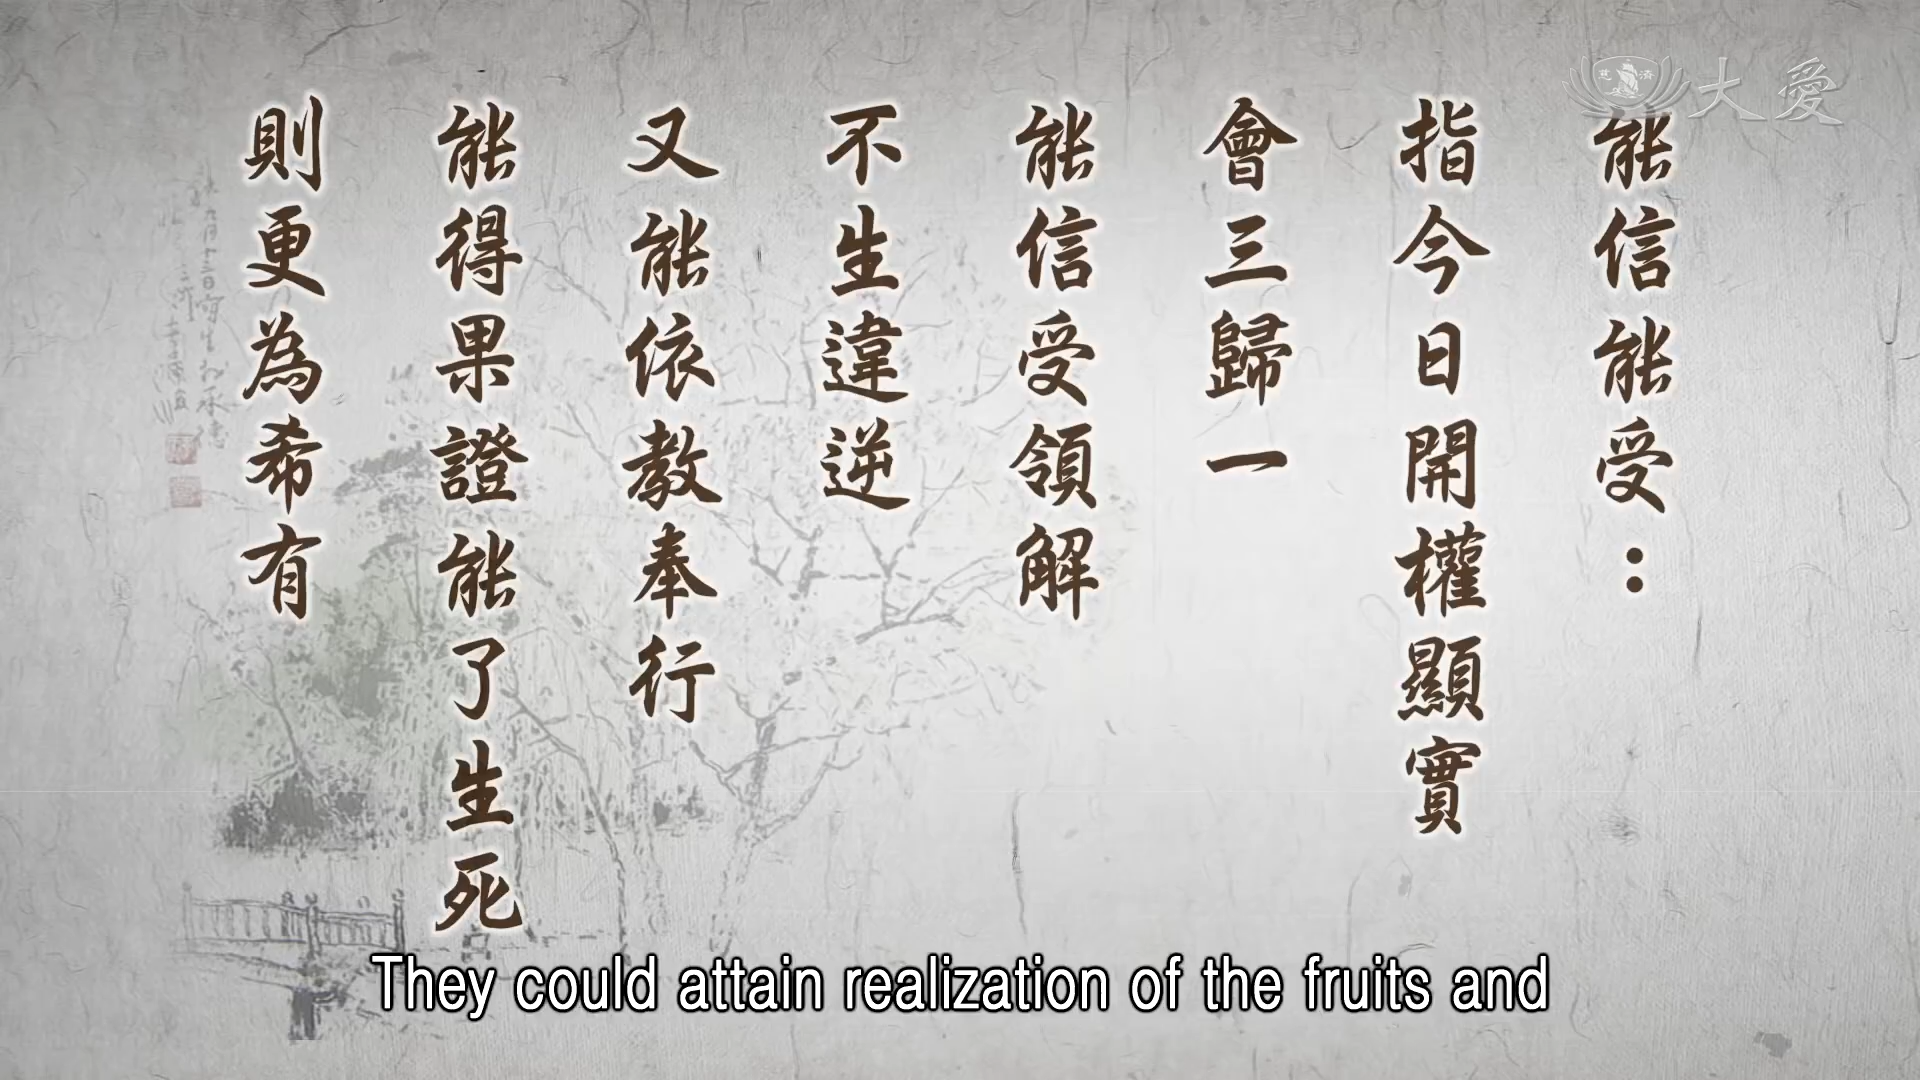 大愛
慈濟
能信能受：
指今日開權顯實
會三歸一
能信受領解
不生違逆
又能依教奉行
能得果證能了生死
則更為希有
They could attain realization of the fruits and